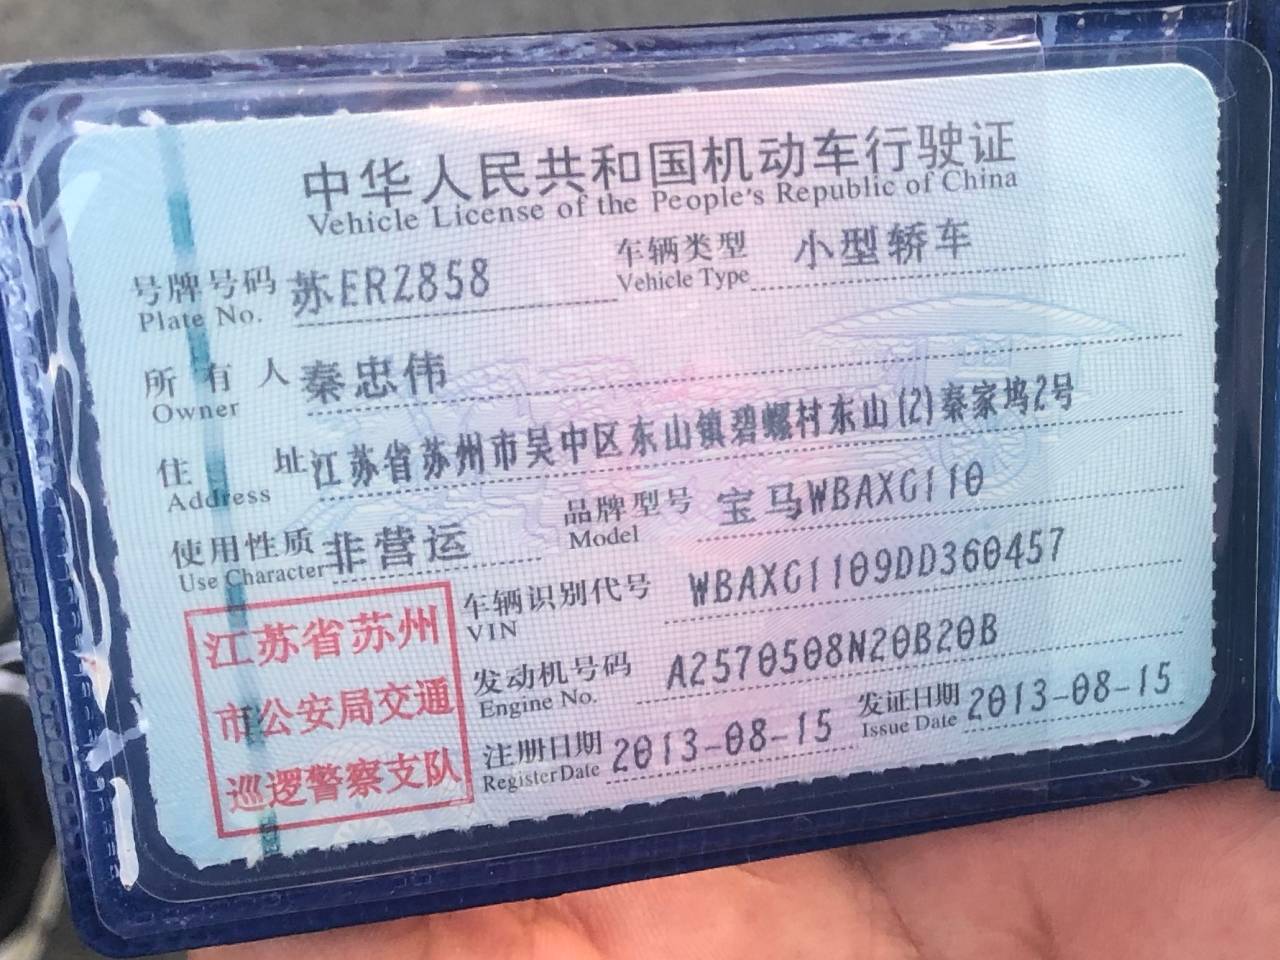 中华人民共和国机动车行驶证
Vehicle License of the People's Republic of China
号牌号码 苏ER2858 车辆类型 小型轿车
Plate No. Vehicle Type
所有人 秦忠伟
Owner
住址 江苏省苏州市吴中区东山镇碧螺村东山(2)秦家坞2号
Address
使用性质 非营运 品牌型号 宝马WBAXG110
Use Character Model
车辆识别代号 WBAXG1109DD360457
VIN
发动机号码 A2570508N20B20B
Engine No.
注册日期 2013-08-15 发证日期 2013-08-15
Register Date Issue Date
江苏省苏州
市公安局交通
巡逻警察支队